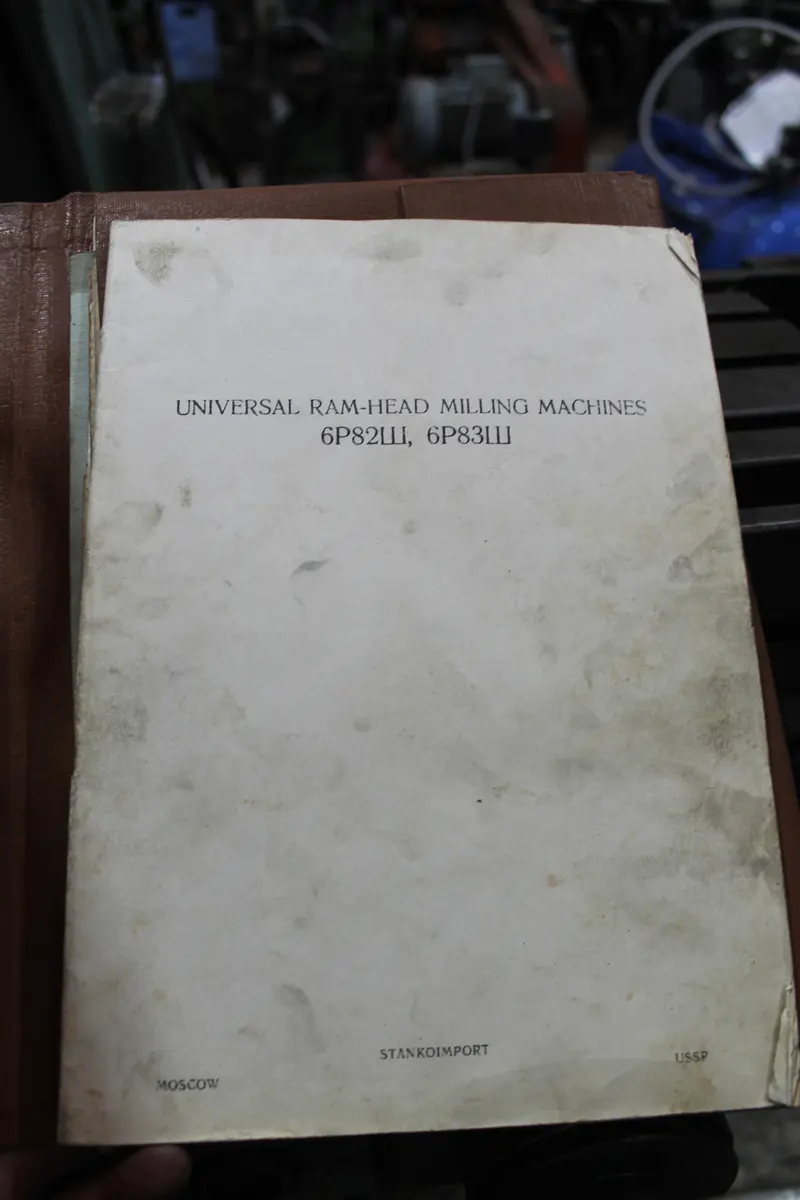 UNIVERSAL RAM-HEAD MILLING MACHINES
6Р82Ш, 6Р83Ш
STANKOIMPORT
MOSCOW
USSR